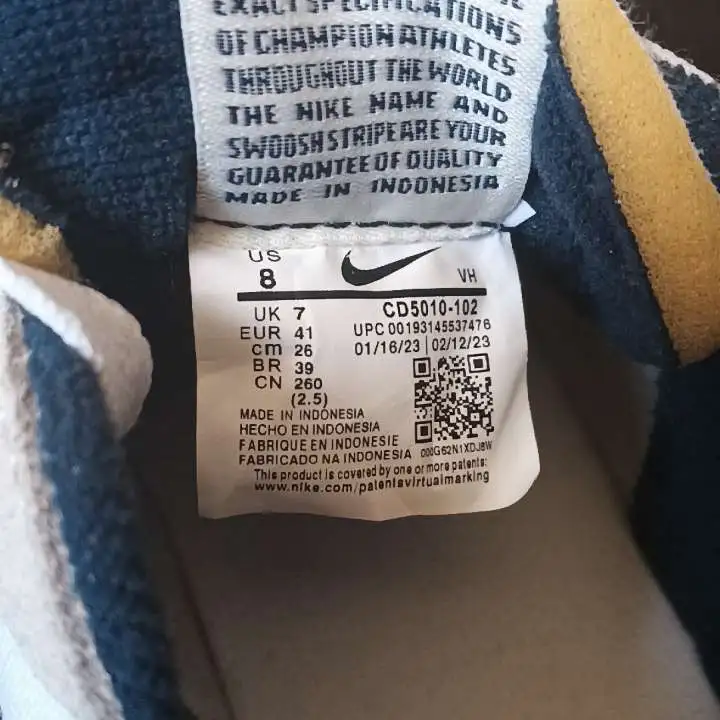 EXACT SPECIFICATIONS
OF CHAMPION ATHLETES
THROUGHOUT THE WORLD
THE NIKE NAME AND
SWOOSH STRIPE ARE YOUR
GUARANTEE OF QUALITY
MADE IN INDONESIA
US
8
VH
UK 7
CD5010-102
EUR 41
UPC 00193145537476
cm 26
01/16/23 | 02/12/23
BR 39
CN 260
(2.5)
MADE IN INDONESIA
HECHO EN INDONESIA
FABRIQUE EN INDONESIE
FABRICADO NA INDONESIA
000G62N1XDJ8W
This product is covered by one or more patents:
www.nike.com/patentsvirtualmarking